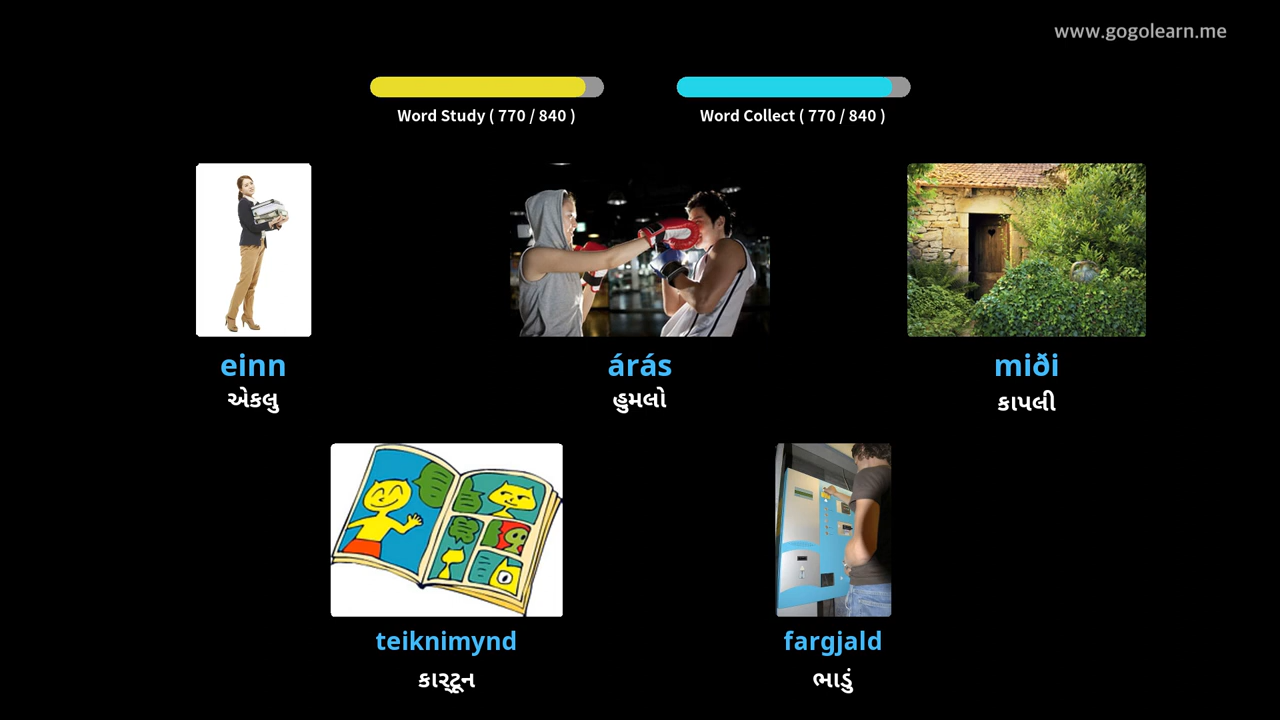 www.gogolearn.me
Word Study ( 770 / 840 )
Word Collect ( 770 / 840 )
einn
એકલુ
árás
હુમલો
miði
કાપલી
teiknimynd
કાર્ટૂન
fargjald
ભાડું